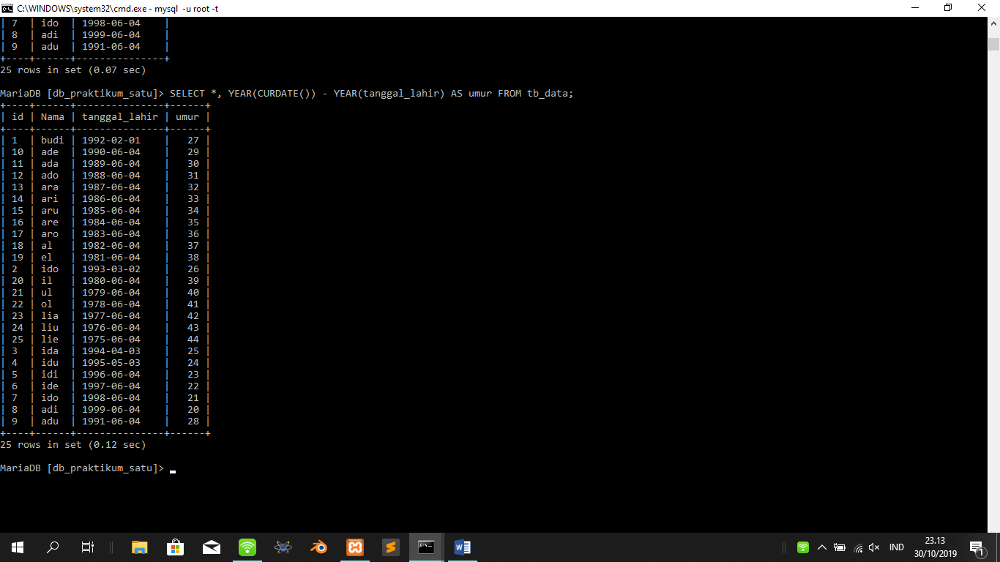 C:\WINDOWS\system32\cmd.exe - mysql  -u root -t
| 7  | ido  | 1998-06-04    |
| 8  | adi  | 1999-06-04    |
| 9  | adu  | 1991-06-04    |
+----+------+---------------+
25 rows in set (0.07 sec)
MariaDB [db_praktikum_satu]> SELECT *, YEAR(CURDATE()) - YEAR(tanggal_lahir) AS umur FROM tb_data;
+----+------+---------------+------+
| id | Nama | tanggal_lahir | umur |
+----+------+---------------+------+
| 1  | budi | 1992-02-01    |   27 |
| 10 | ade  | 1990-06-04    |   29 |
| 11 | ada  | 1989-06-04    |   30 |
| 12 | ado  | 1988-06-04    |   31 |
| 13 | ara  | 1987-06-04    |   32 |
| 14 | ari  | 1986-06-04    |   33 |
| 15 | aru  | 1985-06-04    |   34 |
| 16 | are  | 1984-06-04    |   35 |
| 17 | aro  | 1983-06-04    |   36 |
| 18 | al   | 1982-06-04    |   37 |
| 19 | el   | 1981-06-04    |   38 |
| 2  | ido  | 1993-03-02    |   26 |
| 20 | il   | 1980-06-04    |   39 |
| 21 | ul   | 1979-06-04    |   40 |
| 22 | ol   | 1978-06-04    |   41 |
| 23 | lia  | 1977-06-04    |   42 |
| 24 | liu  | 1976-06-04    |   43 |
| 25 | lie  | 1975-06-04    |   44 |
| 3  | ida  | 1994-04-03    |   25 |
| 4  | idu  | 1995-05-03    |   24 |
| 5  | idi  | 1996-06-04    |   23 |
| 6  | ide  | 1997-06-04    |   22 |
| 7  | ido  | 1998-06-04    |   21 |
| 8  | adi  | 1999-06-04    |   20 |
| 9  | adu  | 1991-06-04    |   28 |
+----+------+---------------+------+
25 rows in set (0.12 sec)
MariaDB [db_praktikum_satu]>
IND
23.13
30/10/2019
1